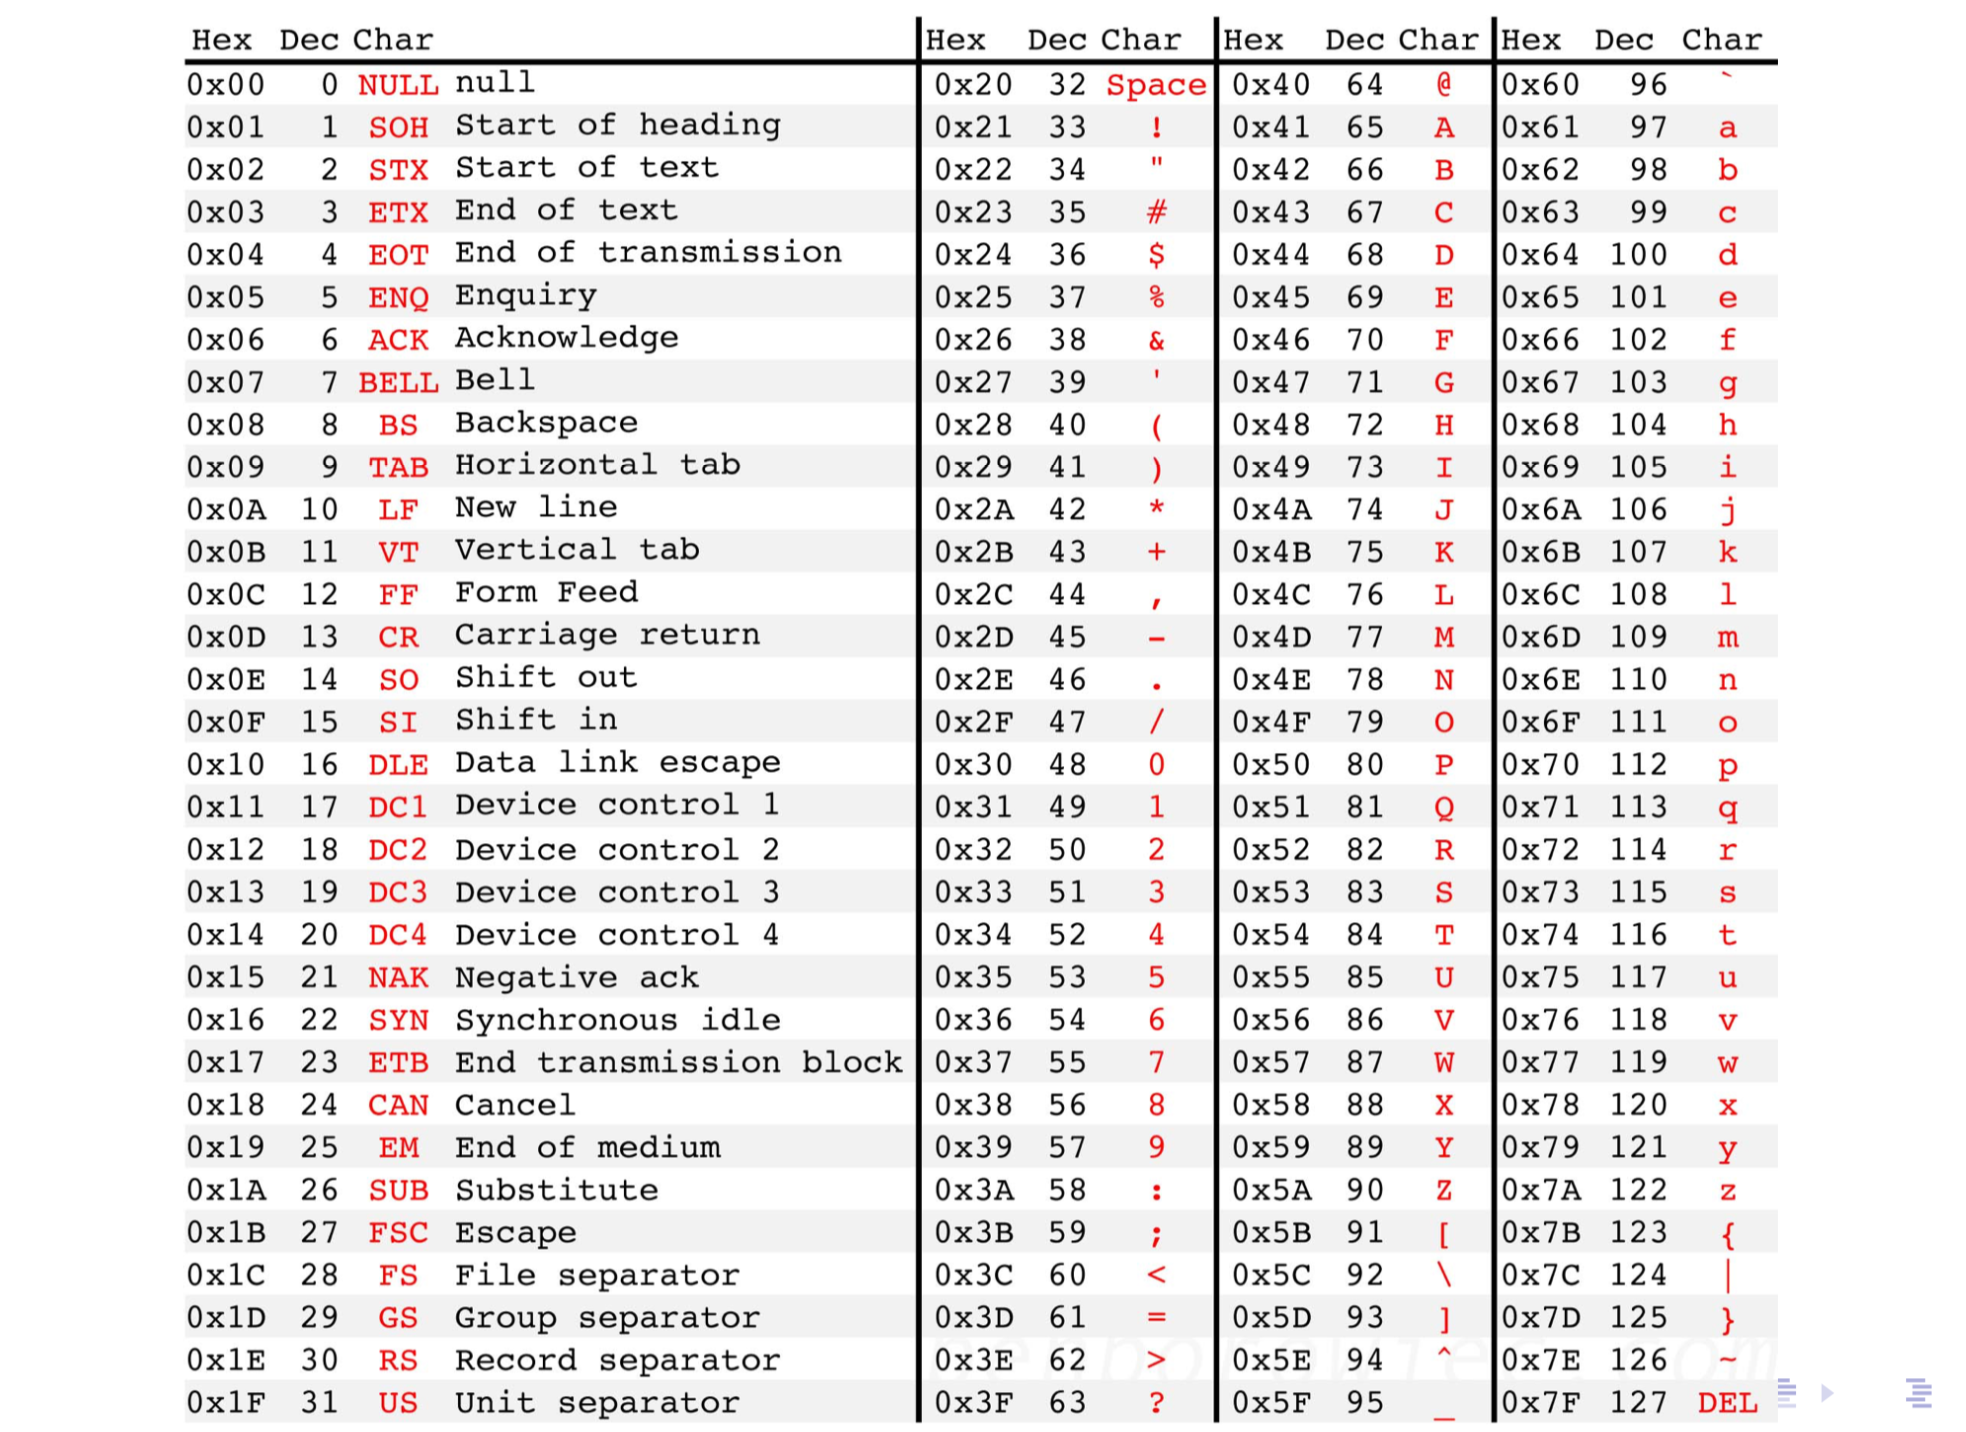 Hex Dec Char Hex Dec Char Hex Dec Char Hex Dec Char
0x00 0 NULL null 0x20 32 Space 0x40 64 @ 0x60 96 `
0x01 1 SOH Start of heading 0x21 33 ! 0x41 65 A 0x61 97 a
0x02 2 STX Start of text 0x22 34 " 0x42 66 B 0x62 98 b
0x03 3 ETX End of text 0x23 35 # 0x43 67 C 0x63 99 c
0x04 4 EOT End of transmission 0x24 36 $ 0x44 68 D 0x64 100 d
0x05 5 ENQ Enquiry 0x25 37 % 0x45 69 E 0x65 101 e
0x06 6 ACK Acknowledge 0x26 38 & 0x46 70 F 0x66 102 f
0x07 7 BELL Bell 0x27 39 ' 0x47 71 G 0x67 103 g
0x08 8 BS Backspace 0x28 40 ( 0x48 72 H 0x68 104 h
0x09 9 TAB Horizontal tab 0x29 41 ) 0x49 73 I 0x69 105 i
0x0A 10 LF New line 0x2A 42 * 0x4A 74 J 0x6A 106 j
0x0B 11 VT Vertical tab 0x2B 43 + 0x4B 75 K 0x6B 107 k
0x0C 12 FF Form Feed 0x2C 44 , 0x4C 76 L 0x6C 108 l
0x0D 13 CR Carriage return 0x2D 45 - 0x4D 77 M 0x6D 109 m
0x0E 14 SO Shift out 0x2E 46 . 0x4E 78 N 0x6E 110 n
0x0F 15 SI Shift in 0x2F 47 / 0x4F 79 O 0x6F 111 o
0x10 16 DLE Data link escape 0x30 48 0 0x50 80 P 0x70 112 p
0x11 17 DC1 Device control 1 0x31 49 1 0x51 81 Q 0x71 113 q
0x12 18 DC2 Device control 2 0x32 50 2 0x52 82 R 0x72 114 r
0x13 19 DC3 Device control 3 0x33 51 3 0x53 83 S 0x73 115 s
0x14 20 DC4 Device control 4 0x34 52 4 0x54 84 T 0x74 116 t
0x15 21 NAK Negative ack 0x35 53 5 0x55 85 U 0x75 117 u
0x16 22 SYN Synchronous idle 0x36 54 6 0x56 86 V 0x76 118 v
0x17 23 ETB End transmission block 0x37 55 7 0x57 87 W 0x77 119 w
0x18 24 CAN Cancel 0x38 56 8 0x58 88 X 0x78 120 x
0x19 25 EM End of medium 0x39 57 9 0x59 89 Y 0x79 121 y
0x1A 26 SUB Substitute 0x3A 58 : 0x5A 90 Z 0x7A 122 z
0x1B 27 FSC Escape 0x3B 59 ; 0x5B 91 [ 0x7B 123 {
0x1C 28 FS File separator 0x3C 60 < 0x5C 92 \ 0x7C 124 |
0x1D 29 GS Group separator 0x3D 61 = 0x5D 93 ] 0x7D 125 }
0x1E 30 RS Record separator 0x3E 62 > 0x5E 94 ^ 0x7E 126 ~
0x1F 31 US Unit separator 0x3F 63 ? 0x5F 95 _ 0x7F 127 DEL